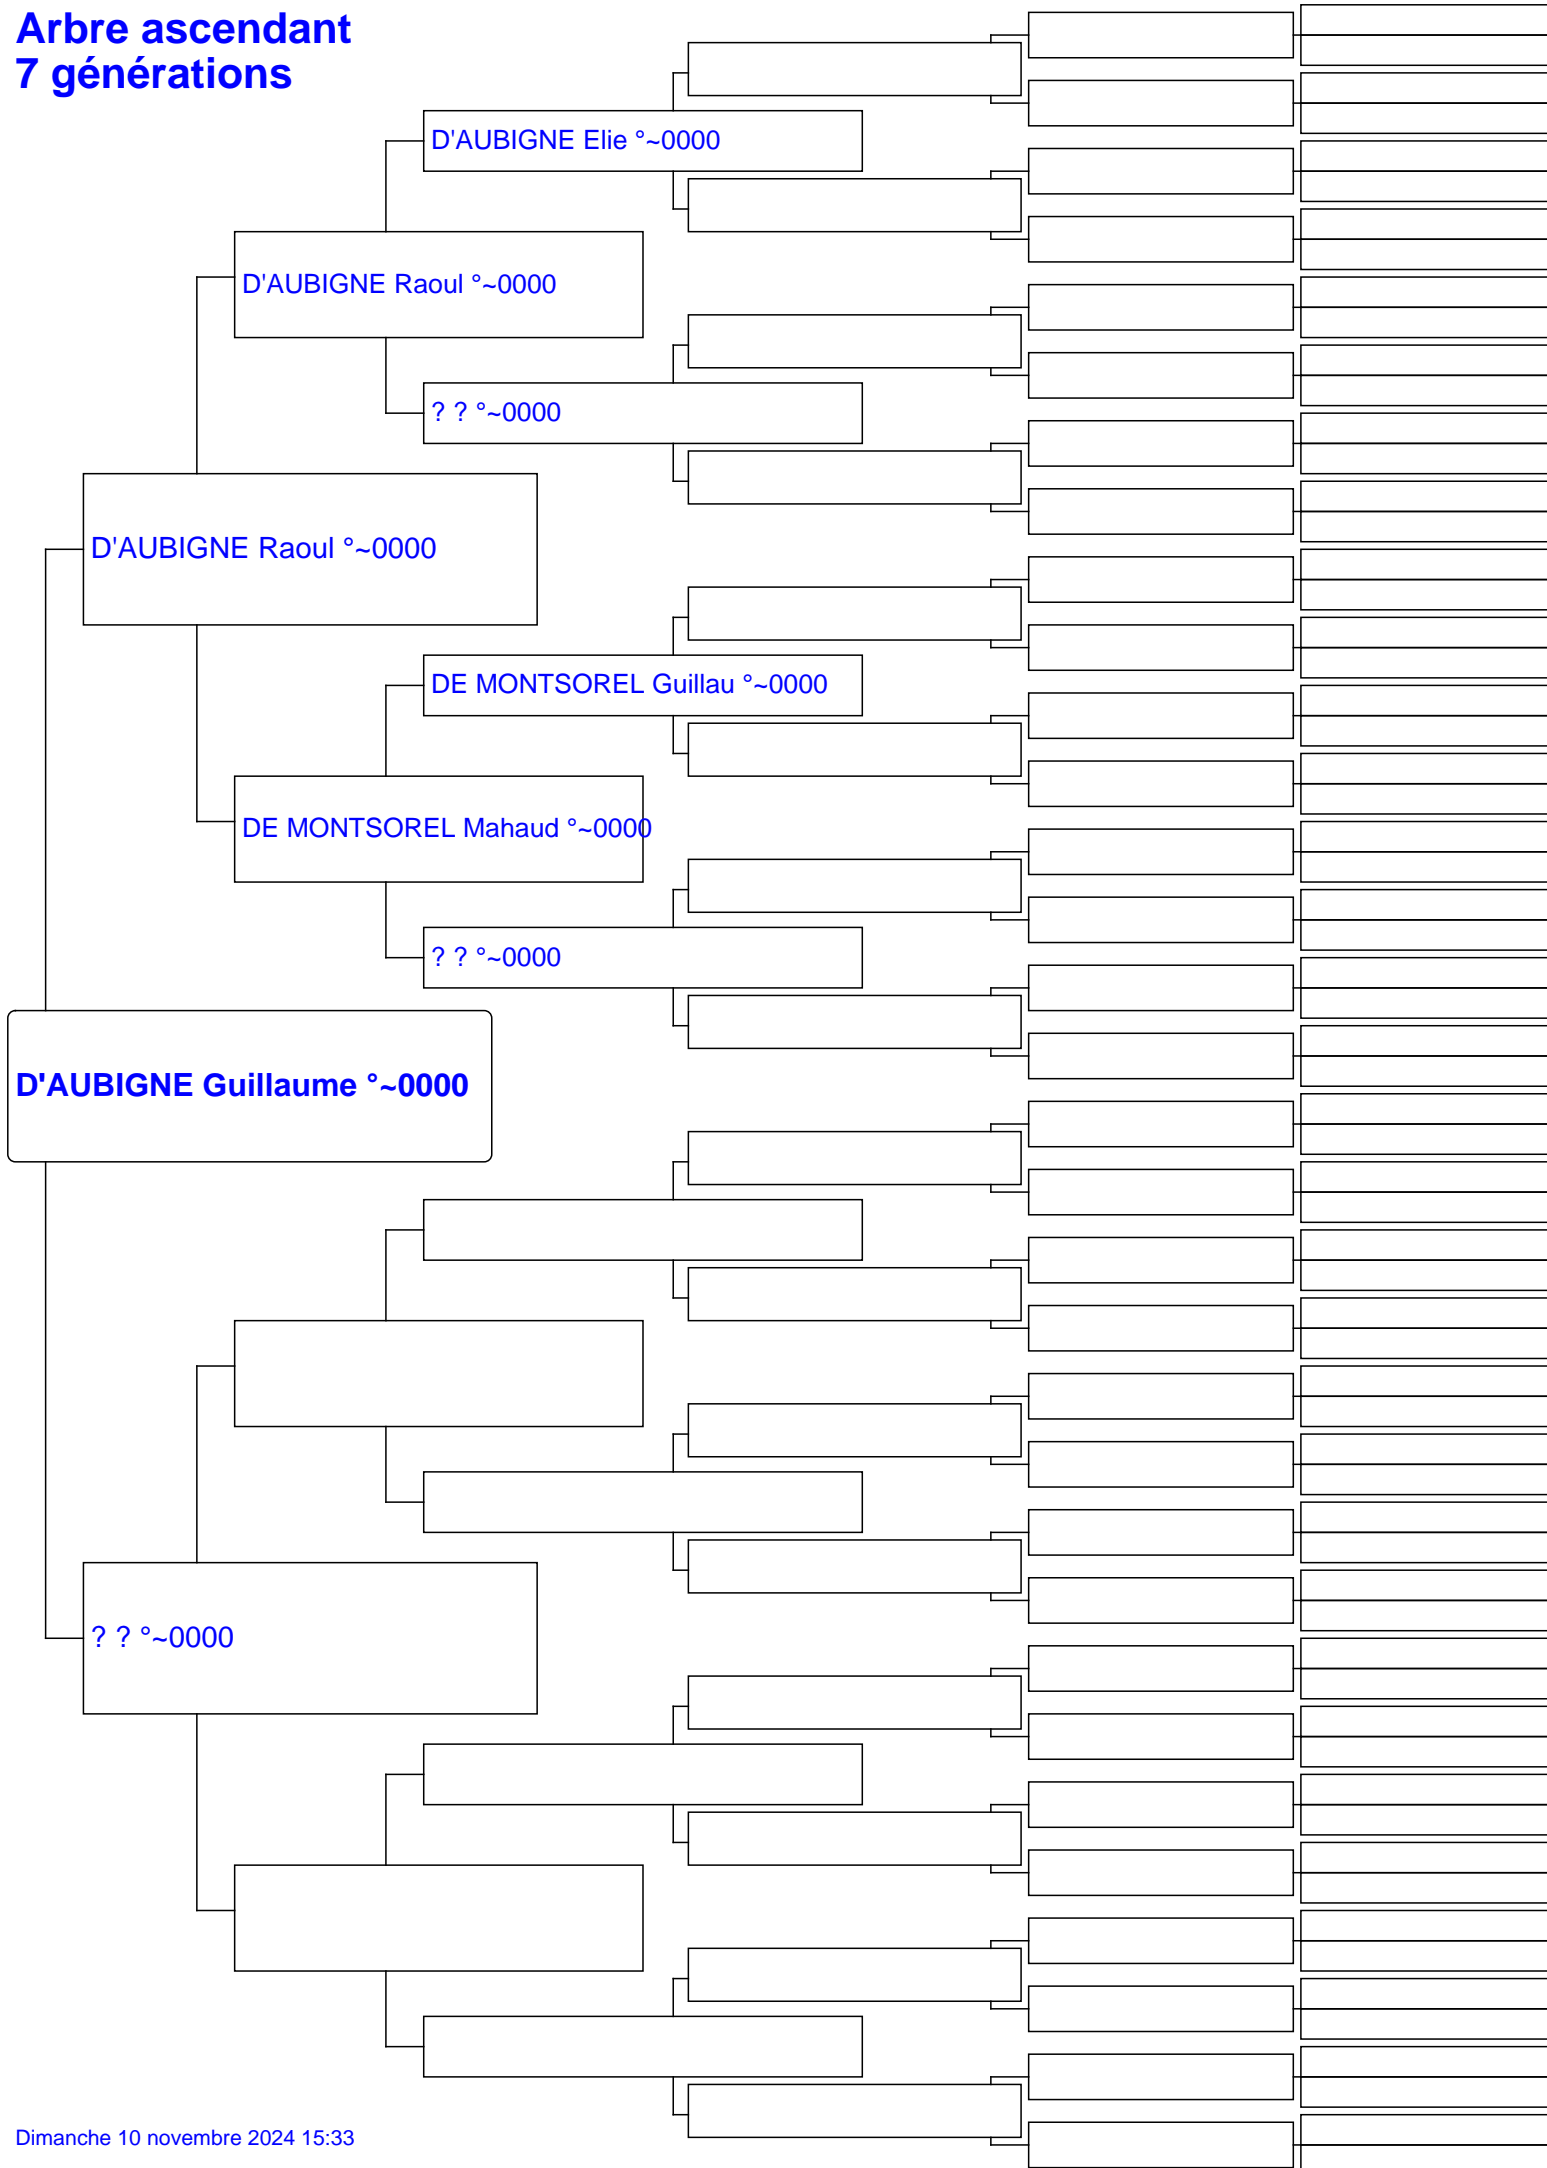 Arbre ascendant
7 générations
D'AUBIGNE Elie °~0000
D'AUBIGNE Raoul °~0000
? ? °~0000
D'AUBIGNE Raoul °~0000
DE MONTSOREL Guillau °~0000
DE MONTSOREL Mahaud °~0000
? ? °~0000
D'AUBIGNE Guillaume °~0000
? ? °~0000
Dimanche 10 novembre 2024 15:33